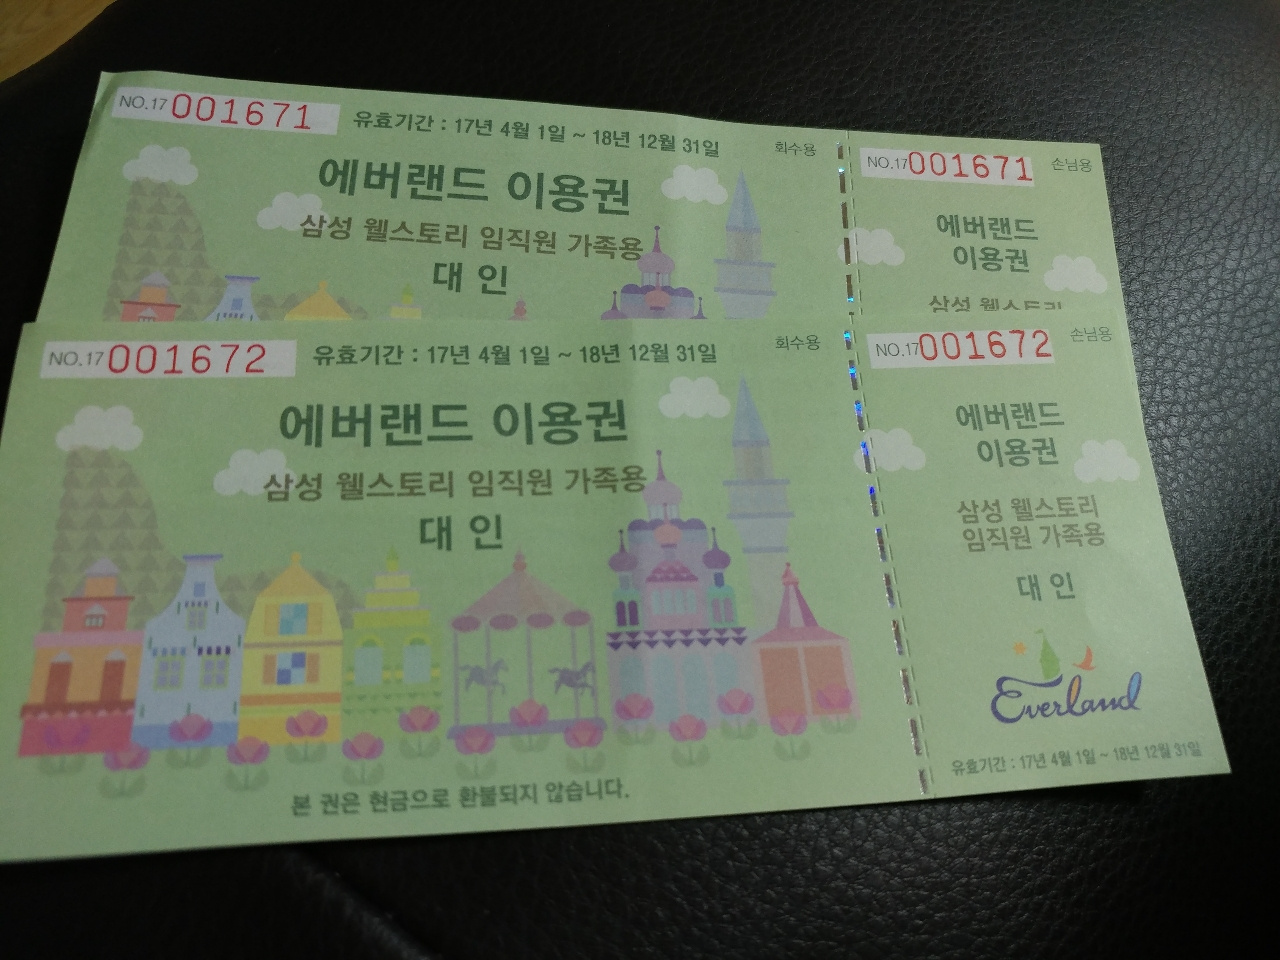 NO.17 001671
유효기간 : 17년 4월 1일 ~ 18년 12월 31일
회수용
에버랜드 이용권
삼성 웰스토리 임직원 가족용
대 인
NO.17 001671
손님용
에버랜드
이용권
삼성 웰스토리
NO.17 001672
유효기간 : 17년 4월 1일 ~ 18년 12월 31일
회수용
에버랜드 이용권
삼성 웰스토리 임직원 가족용
대 인
본 권은 현금으로 환불되지 않습니다.
NO.17 001672
손님용
에버랜드
이용권
삼성 웰스토리
임직원 가족용
대 인
Everland
유효기간 : 17년 4월 1일 ~ 18년 12월 31일